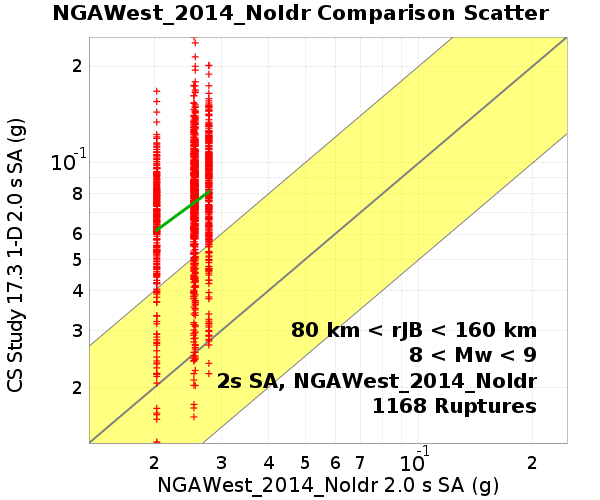 NGAWest_2014_NoIdr Comparison Scatter
CS Study 17.3 1-D 2.0 s SA (g)
2
10-1
8
6
5
4
3
2
80 km < rJB < 160 km
8 < Mw < 9
2s SA, NGAWest_2014_NoIdr
1168 Ruptures
2 3 4 5 6 7 10-1 2
NGAWest_2014_NoIdr 2.0 s SA (g)